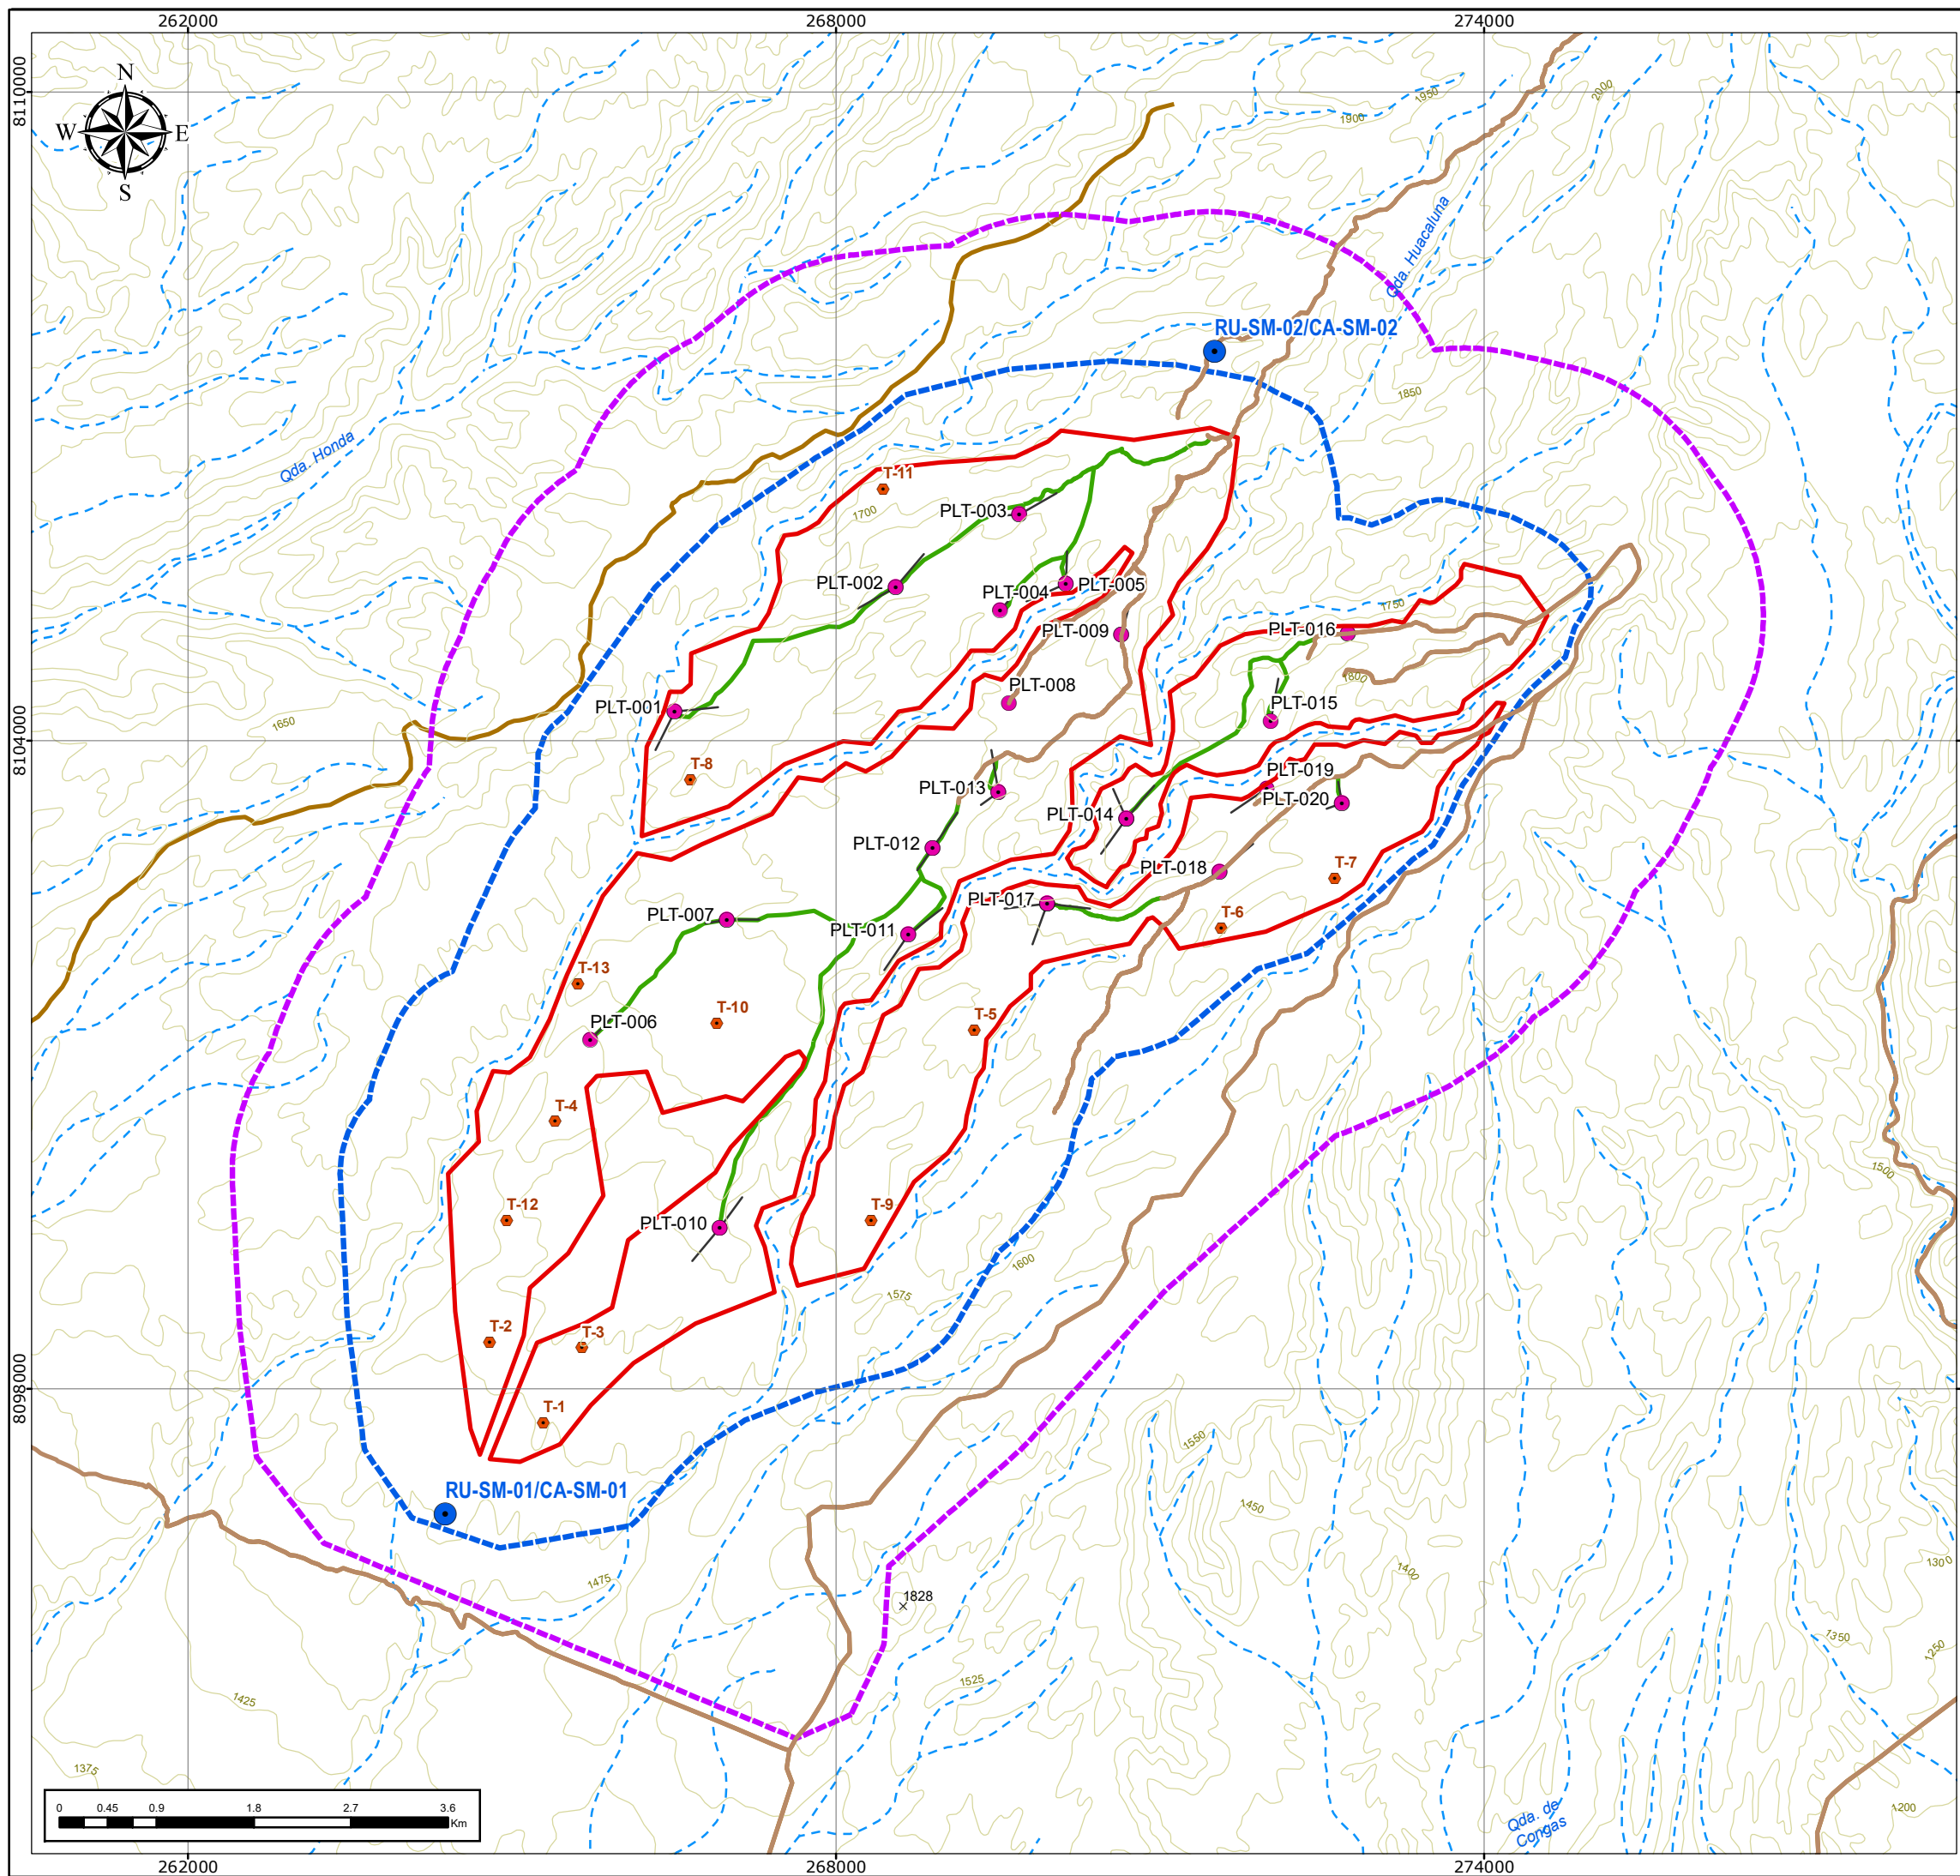 262000
268000
274000
8110000
8104000
8098000
N
W
E
S
1950
1900
2000
Qda. Huacaluna
RU-SM-02/CA-SM-02
1850
Qda. Honda
T-11
1700
PLT-003
PLT-002
PLT-004
PLT-005
1750
PLT-009
PLT-016
1800
PLT-008
PLT-001
PLT-015
1650
T-8
PLT-019
PLT-013
PLT-020
PLT-014
PLT-012
PLT-018
T-7
PLT-017
PLT-007
T-6
PLT-011
T-13
T-10
T-5
PLT-006
T-4
1500
T-12
T-9
PLT-010
1600
1575
T-2
T-3
T-1
1550
RU-SM-01/CA-SM-01
1450
1475
1400
1300
1828
1350
1250
1525
1425
1375
Qda. de
Congas
1200
0
0.45
0.9
1.8
2.7
3.6
Km
262000
268000
274000